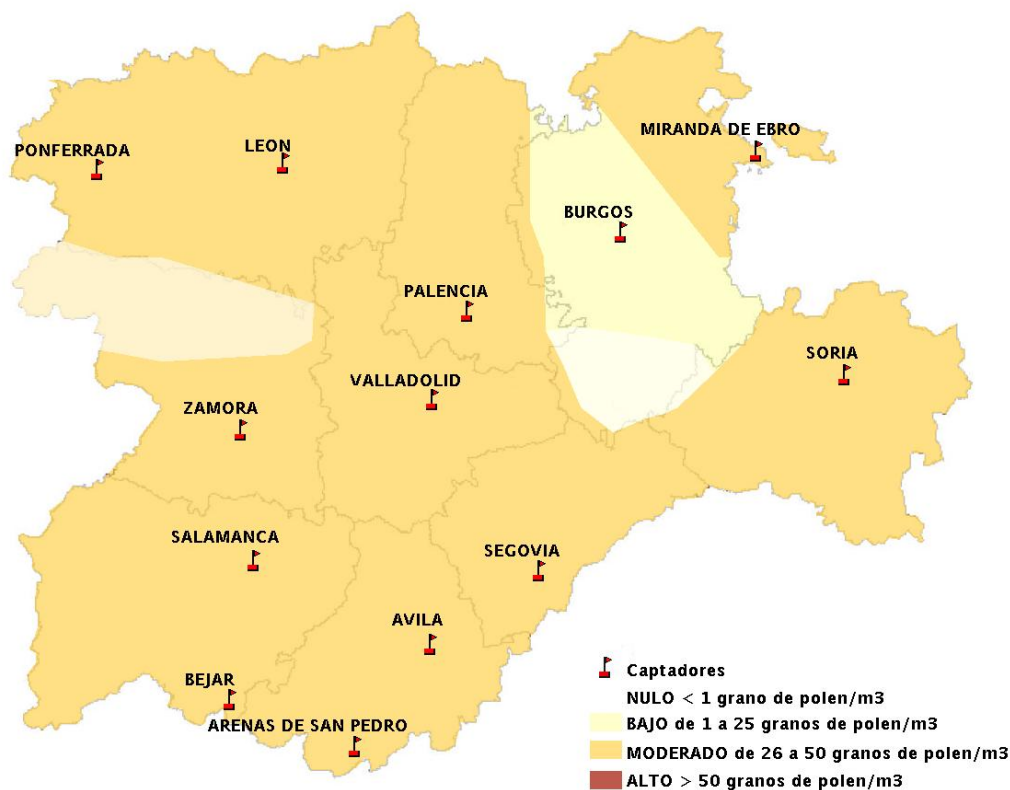 MIRANDA DE EBRO
PONFERRADA
LEON
BURGOS
PALENCIA
SORIA
VALLADOLID
ZAMORA
SALAMANCA
SEGOVIA
AVILA
BEJAR
ARENAS DE SAN PEDRO
Captadores
NULO < 1 grano de polen/m3
BAJO de 1 a 25 granos de polen/m3
MODERADO de 26 a 50 granos de polen/m3
ALTO > 50 granos de polen/m3